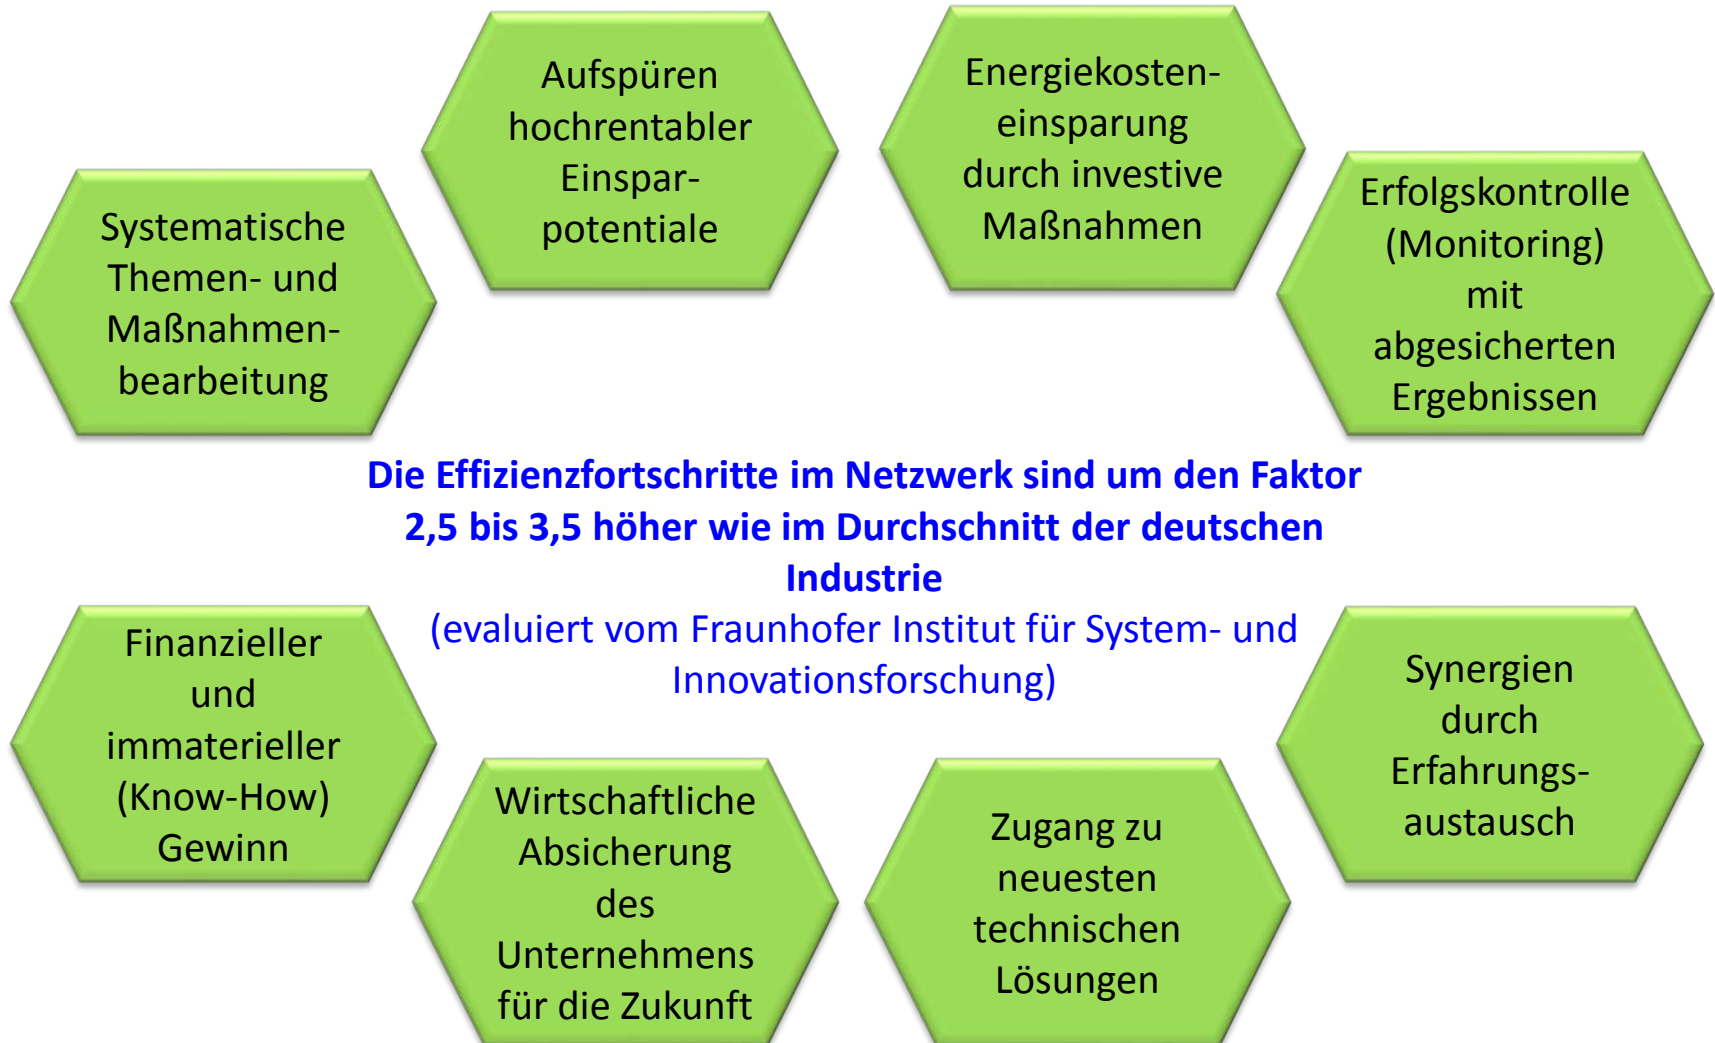 Systematische
Themen- und
Maßnahmen-
bearbeitung
Aufspüren
hochrentabler
Einspar-
potentiale
Energiekosten-
einsparung
durch investive
Maßnahmen
Erfolgskontrolle
(Monitoring)
mit
abgesicherten
Ergebnissen
Die Effizienzfortschritte im Netzwerk sind um den Faktor
2,5 bis 3,5 höher wie im Durchschnitt der deutschen
Industrie
(evaluiert vom Fraunhofer Institut für System- und
Innovationsforschung)
Finanzieller
und
immaterieller
(Know-How)
Gewinn
Wirtschaftliche
Absicherung
des
Unternehmens
für die Zukunft
Zugang zu
neuesten
technischen
Lösungen
Synergien
durch
Erfahrungs-
austausch